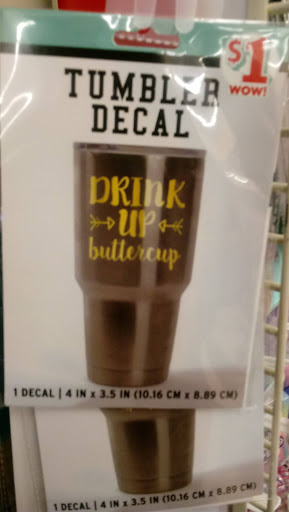 $1
WOW!
TUMBLER
DECAL
DRINK
UP
buttercup
1 DECAL | 4 IN x 3.5 IN (10.16 CM x 8.89 CM)
1 DECAL | 4 IN x 3.5 IN (10.16 CM x 8.89 CM)